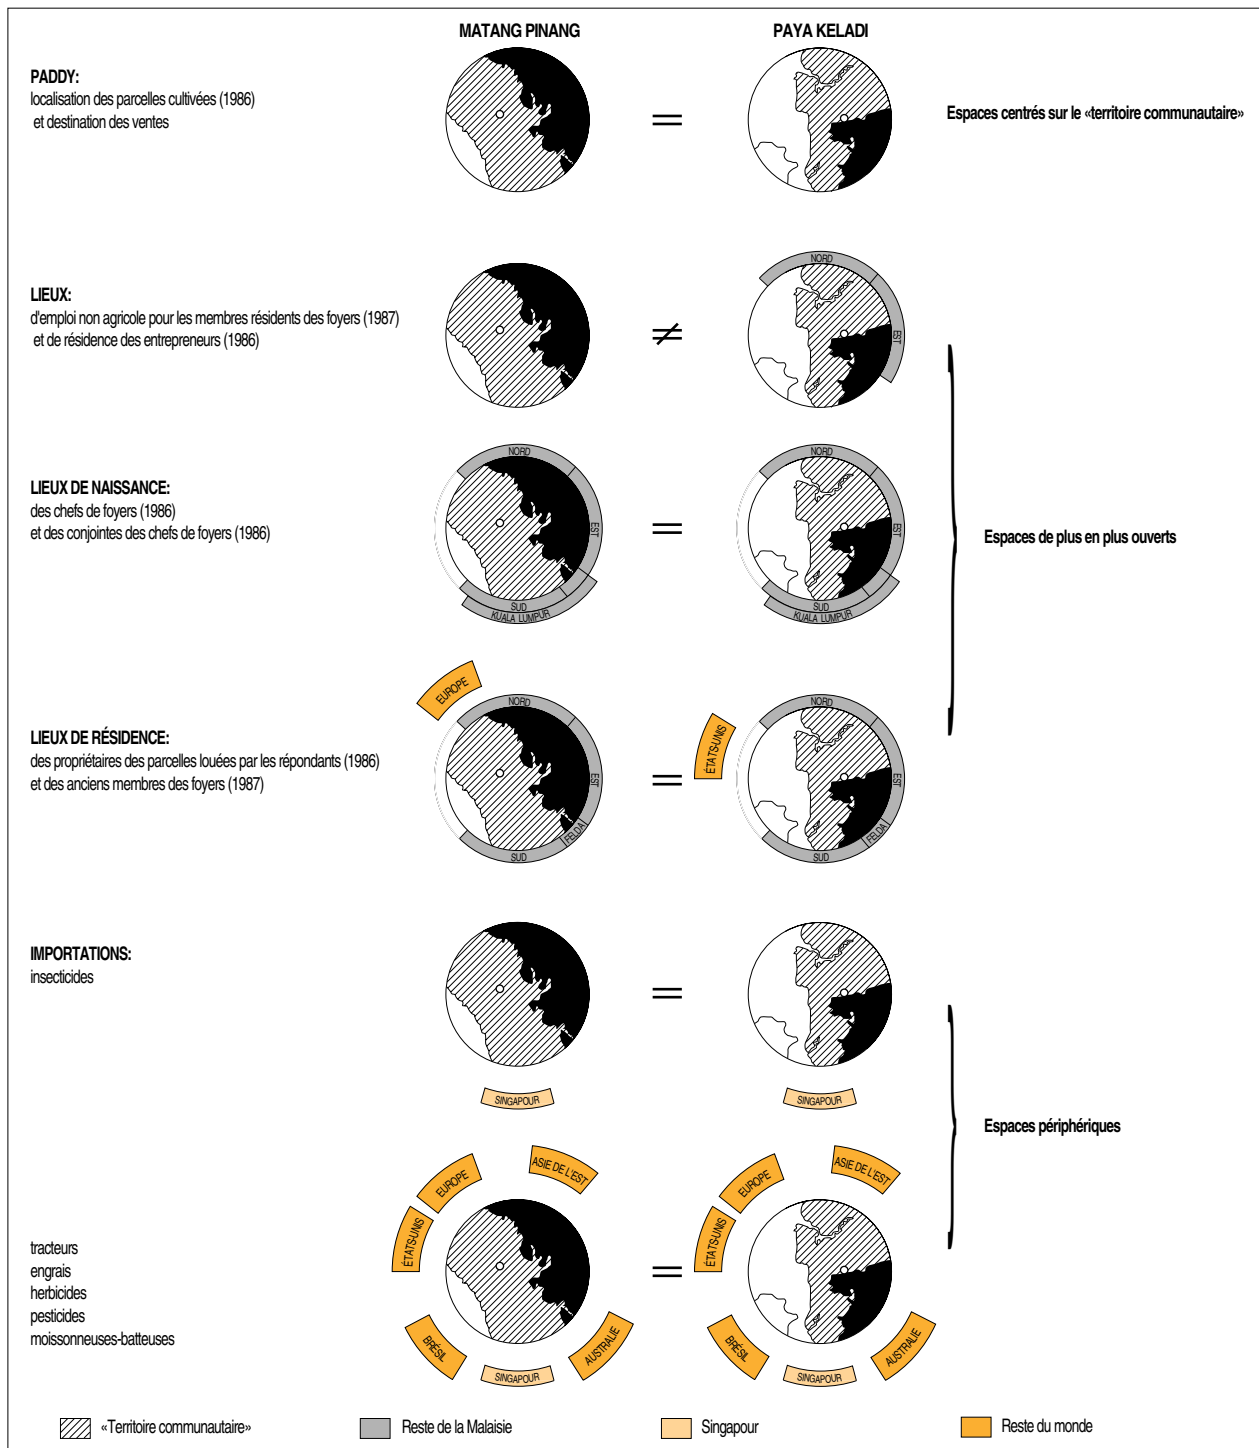 MATANG PINANG
PAYA KELADI
PADDY:
localisation des parcelles cultivées (1986)
et destination des ventes
Espaces centrés sur le «territoire communautaire»
LIEUX:
d'emploi non agricole pour les membres résidents des foyers (1987)
et de résidence des entrepreneurs (1986)
NORD
EST
LIEUX DE NAISSANCE:
des chefs de foyers (1986)
et des conjointes des chefs de foyers (1986)
NORD
EST
SUD
KUALA LUMPUR
NORD
EST
SUD
KUALA LUMPUR
Espaces de plus en plus ouverts
LIEUX DE RÉSIDENCE:
des propriétaires des parcelles louées par les répondants (1986)
et des anciens membres des foyers (1987)
EUROPE
NORD
EST
FELDA
SUD
ÉTATS-UNIS
NORD
EST
FELDA
SUD
IMPORTATIONS:
insecticides
SINGAPOUR
SINGAPOUR
Espaces périphériques
tracteurs
engrais
herbicides
pesticides
moissonneuses-batteuses
EUROPE
ASIE DE L'EST
ÉTATS-UNIS
BRÉSIL
SINGAPOUR
AUSTRALIE
EUROPE
ASIE DE L'EST
ÉTATS-UNIS
BRÉSIL
SINGAPOUR
AUSTRALIE
«Territoire communautaire»
Reste de la Malaisie
Singapour
Reste du monde